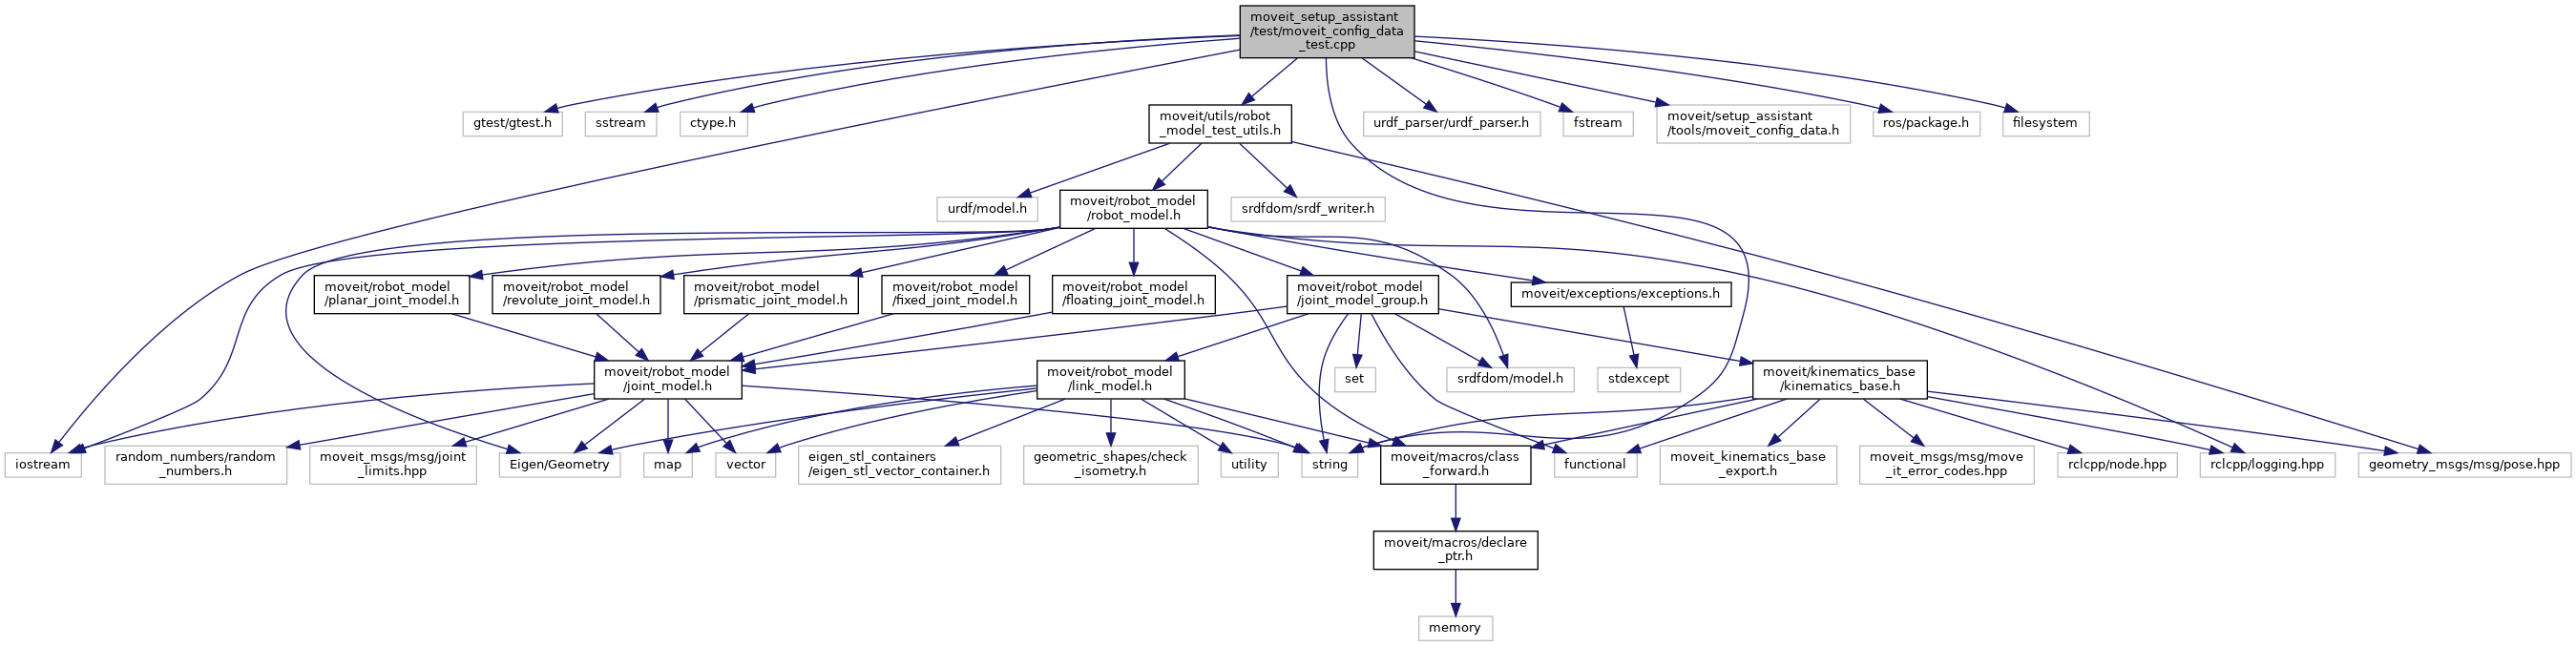 moveit_setup_assistant
/test/moveit_config_data
_test.cpp
gtest/gtest.h
sstream
ctype.h
moveit/utils/robot
_model_test_utils.h
urdf_parser/urdf_parser.h
fstream
moveit/setup_assistant
/tools/moveit_config_data.h
ros/package.h
filesystem
urdf/model.h
moveit/robot_model
/robot_model.h
srdfdom/srdf_writer.h
moveit/robot_model
/planar_joint_model.h
moveit/robot_model
/revolute_joint_model.h
moveit/robot_model
/prismatic_joint_model.h
moveit/robot_model
/fixed_joint_model.h
moveit/robot_model
/floating_joint_model.h
moveit/robot_model
/joint_model_group.h
moveit/exceptions/exceptions.h
moveit/robot_model
/joint_model.h
moveit/robot_model
/link_model.h
set
srdfdom/model.h
stdexcept
moveit/kinematics_base
/kinematics_base.h
iostream
random_numbers/random
_numbers.h
moveit_msgs/msg/joint
_limits.hpp
Eigen/Geometry
map
vector
eigen_stl_containers
/eigen_stl_vector_container.h
geometric_shapes/check
_isometry.h
utility
string
moveit/macros/class
_forward.h
functional
moveit_kinematics_base
_export.h
moveit_msgs/msg/move
_it_error_codes.hpp
rclcpp/node.hpp
rclcpp/logging.hpp
geometry_msgs/msg/pose.hpp
moveit/macros/declare
_ptr.h
memory